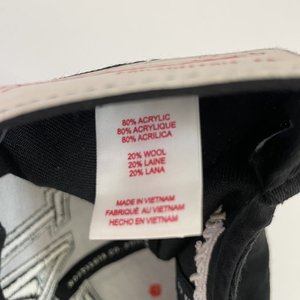 80% ACRYLIC
80% ACRYLIQUE
80% ACRILICA
20% WOOL
20% LAINE
20% LANA
MADE IN VIETNAM
FABRIQUÉ AU VIETNAM
HECHO EN VIETNAM